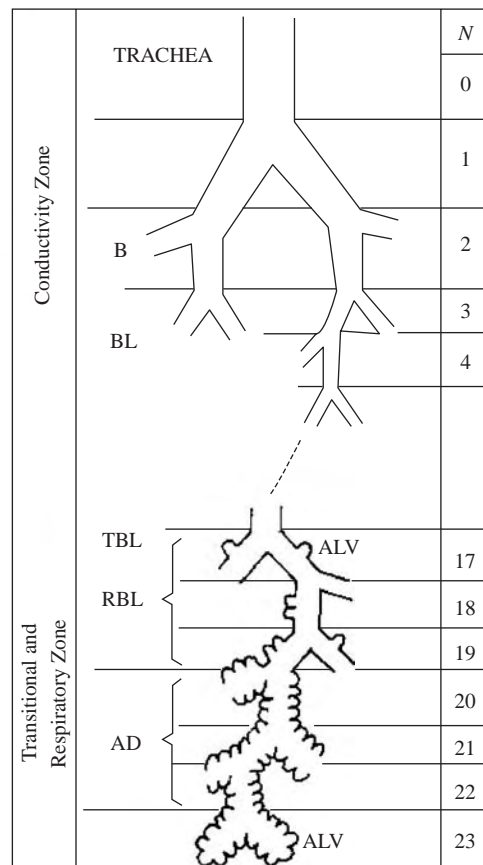 N
TRACHEA
0
1
Conductivity Zone
B
2
3
BL
4
TBL
ALV
17
RBL
18
19
Transitional and
Respiratory Zone
20
AD
21
22
ALV
23